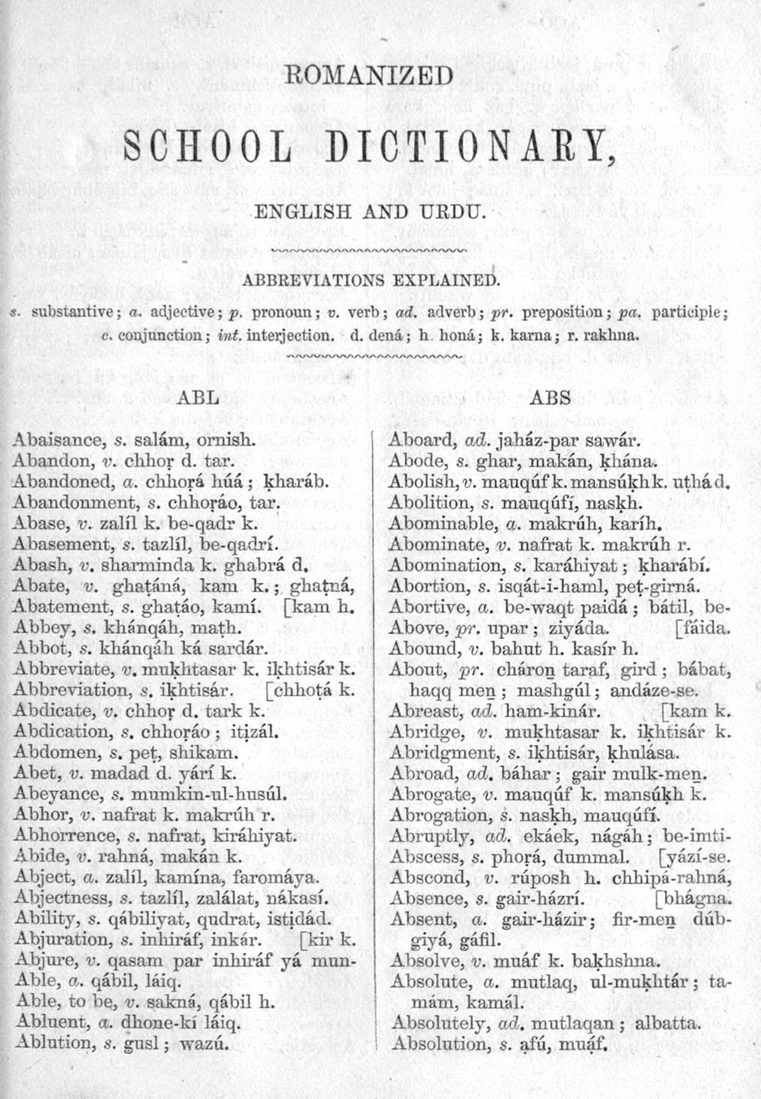 ROMANIZED
SCHOOL DICTIONARY,
ENGLISH AND URDU.
ABBREVIATIONS EXPLAINED.
s. substantive; a. adjective; p. pronoun; v. verb; ad. adverb; pr. preposition; pa. participle;
c. conjunction; int. interjection. d. dená; h. honá; k. karna; r. rakhna.
ABL
Abaisance, s. salám, ornish.
Abandon, v. chhoṛ d. tar.
Abandoned, a. chhoṛá húá; ḳharáb.
Abandonment, s. chhoṛáo, tar.
Abase, v. zalíl k. be-qadr k.
Abasement, s. tazlíl, be-qadrí.
Abash, v. sharminda k. ghabrá d.
Abate, v. ghaṭáná, kam k.; ghaṭná,
Abatement, s. ghaṭáo, kamí. [kam h.
Abbey, s. khánqáh, maṭh.
Abbot, s. khánqáh ká sardár.
Abbreviate, v. muḳhtasar k. iḳhtisár k.
Abbreviation, s. iḳhtisár. [chhoṭá k.
Abdicate, v. chhoṛ d. tark k.
Abdication, s. chhoṛáo; itizál.
Abdomen, s. peṭ, shikam.
Abet, v. madad d. yárí k.
Abeyance, s. mumkin-ul-husúl.
Abhor, v. nafrat k. makrúh r.
Abhorrence, s. nafrat, kiráhiyat.
Abide, v. rahná, makán k.
Abject, a. zalíl, kamína, faromáya.
Abjectness, s. tazlíl, zalálat, nákasí.
Ability, s. qábiliyat, qudrat, istịdád.
Abjuration, s. inhiráf, inkár. [kir k.
Abjure, v. qasam par inhiráf yá mun-
Able, a. qábil, láiq.
Able, to be, v. sakná, qábil h.
Abluent, a. dhone-kí láiq.
Ablution, s. gusl; wazú.
ABS
Aboard, ad. jaház-par sawár.
Abode, s. ghar, makán, ḳhána.
Abolish, v. mauqúf k. mansúḳh k. uṭhá d.
Abolition, s. mauqúfí, nasḳh.
Abominable, a. makrúh, karíh.
Abominate, v. nafrat k. makrúh r.
Abomination, s. karáhiyat; ḳharábí.
Abortion, s. isqát-i-haml, peṭ-girná.
Abortive, a. be-waqt paidá; bátil, be-
Above, pr. upar; ziyáda. [fáida.
Abound, v. bahut h. kasír h.
About, pr. cháron̲ taraf, gird; bábat,
haqq men̲; mashgúl; andáze-se.
Abreast, ad. ham-kinár. [kam k.
Abridge, v. muḳhtasar k. iḳhtisár k.
Abridgment, s. iḳhtisár, ḳhulása.
Abroad, ad. báhar; gair mulk-men̲.
Abrogate, v. mauqúf k. mansúḳh k.
Abrogation, s. nasḳh, mauqúfí.
Abruptly, ad. ekáek, nágáh; be-imti-
Abscess, s. phoṛá, dummal. [yází-se.
Abscond, v. rúposh h. chhipá-rahná,
Absence, s. gair-házrí. [bhágna.
Absent, a. gair-házir; fir-men̲ dúb-
giyá, gáfil.
Absolve, v. muáf k. baḳhshna.
Absolute, a. mutlaq, ul-muḳhtár; ta-
mám, kamál.
Absolutely, ad. mutlaqan; albatta.
Absolution, s. ạfú, muạf.